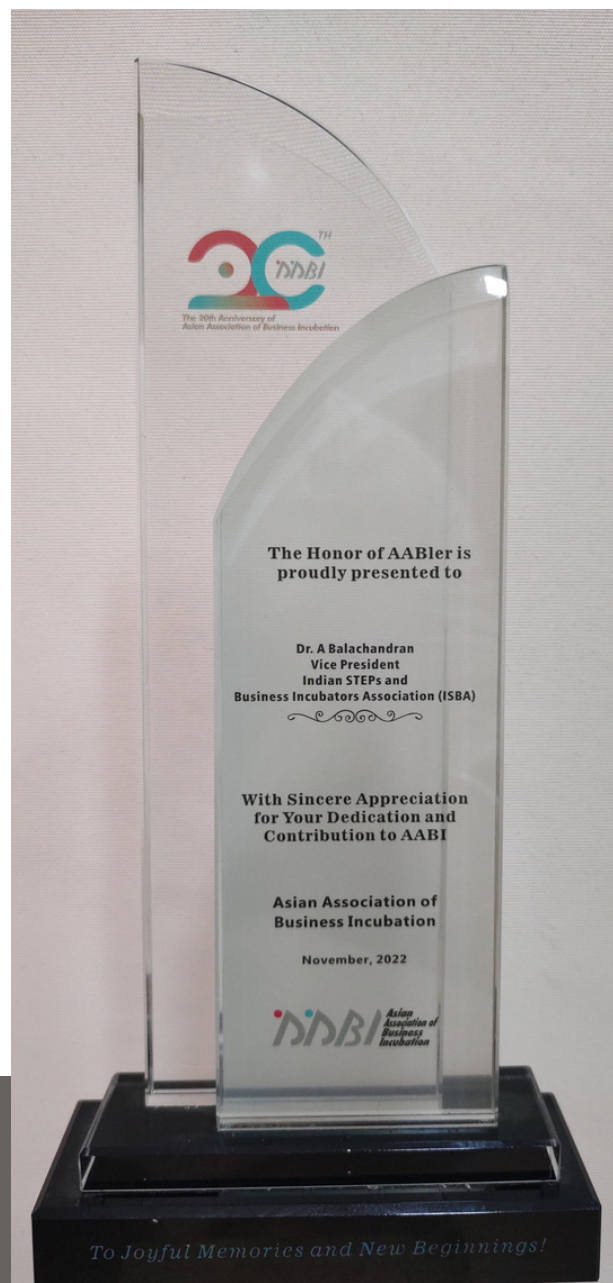 20TH
AABI
The 20th Anniversary of
Asian Association of Business Incubation
The Honor of AABIer is
proudly presented to
Dr. A Balachandran
Vice President
Indian STEPs and
Business Incubators Association (ISBA)
With Sincere Appreciation
for Your Dedication and
Contribution to AABI
Asian Association of
Business Incubation
November, 2022
AABI
Asian
Association of
Business
Incubation
To Joyful Memories and New Beginnings!